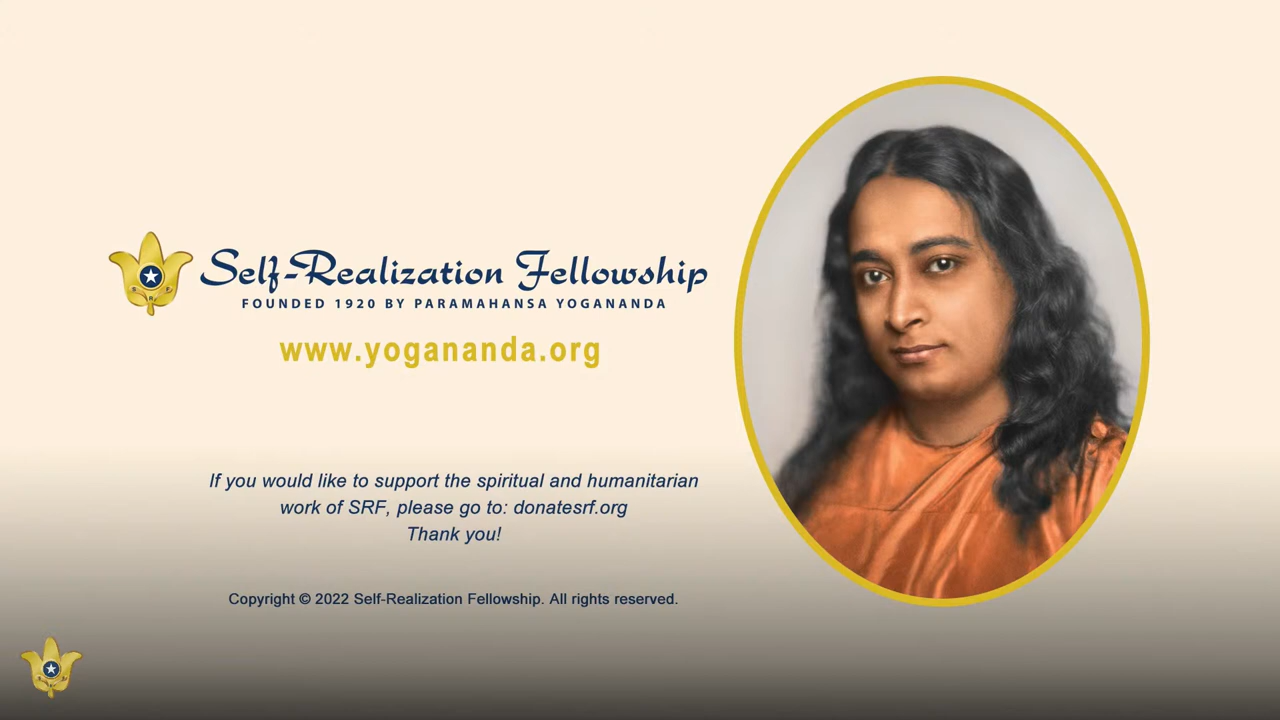 Self-Realization Fellowship
FOUNDED 1920 BY PARAMAHANSA YOGANANDA
www.yogananda.org
If you would like to support the spiritual and humanitarian
work of SRF, please go to: donatesrf.org
Thank you!
Copyright © 2022 Self-Realization Fellowship. All rights reserved.